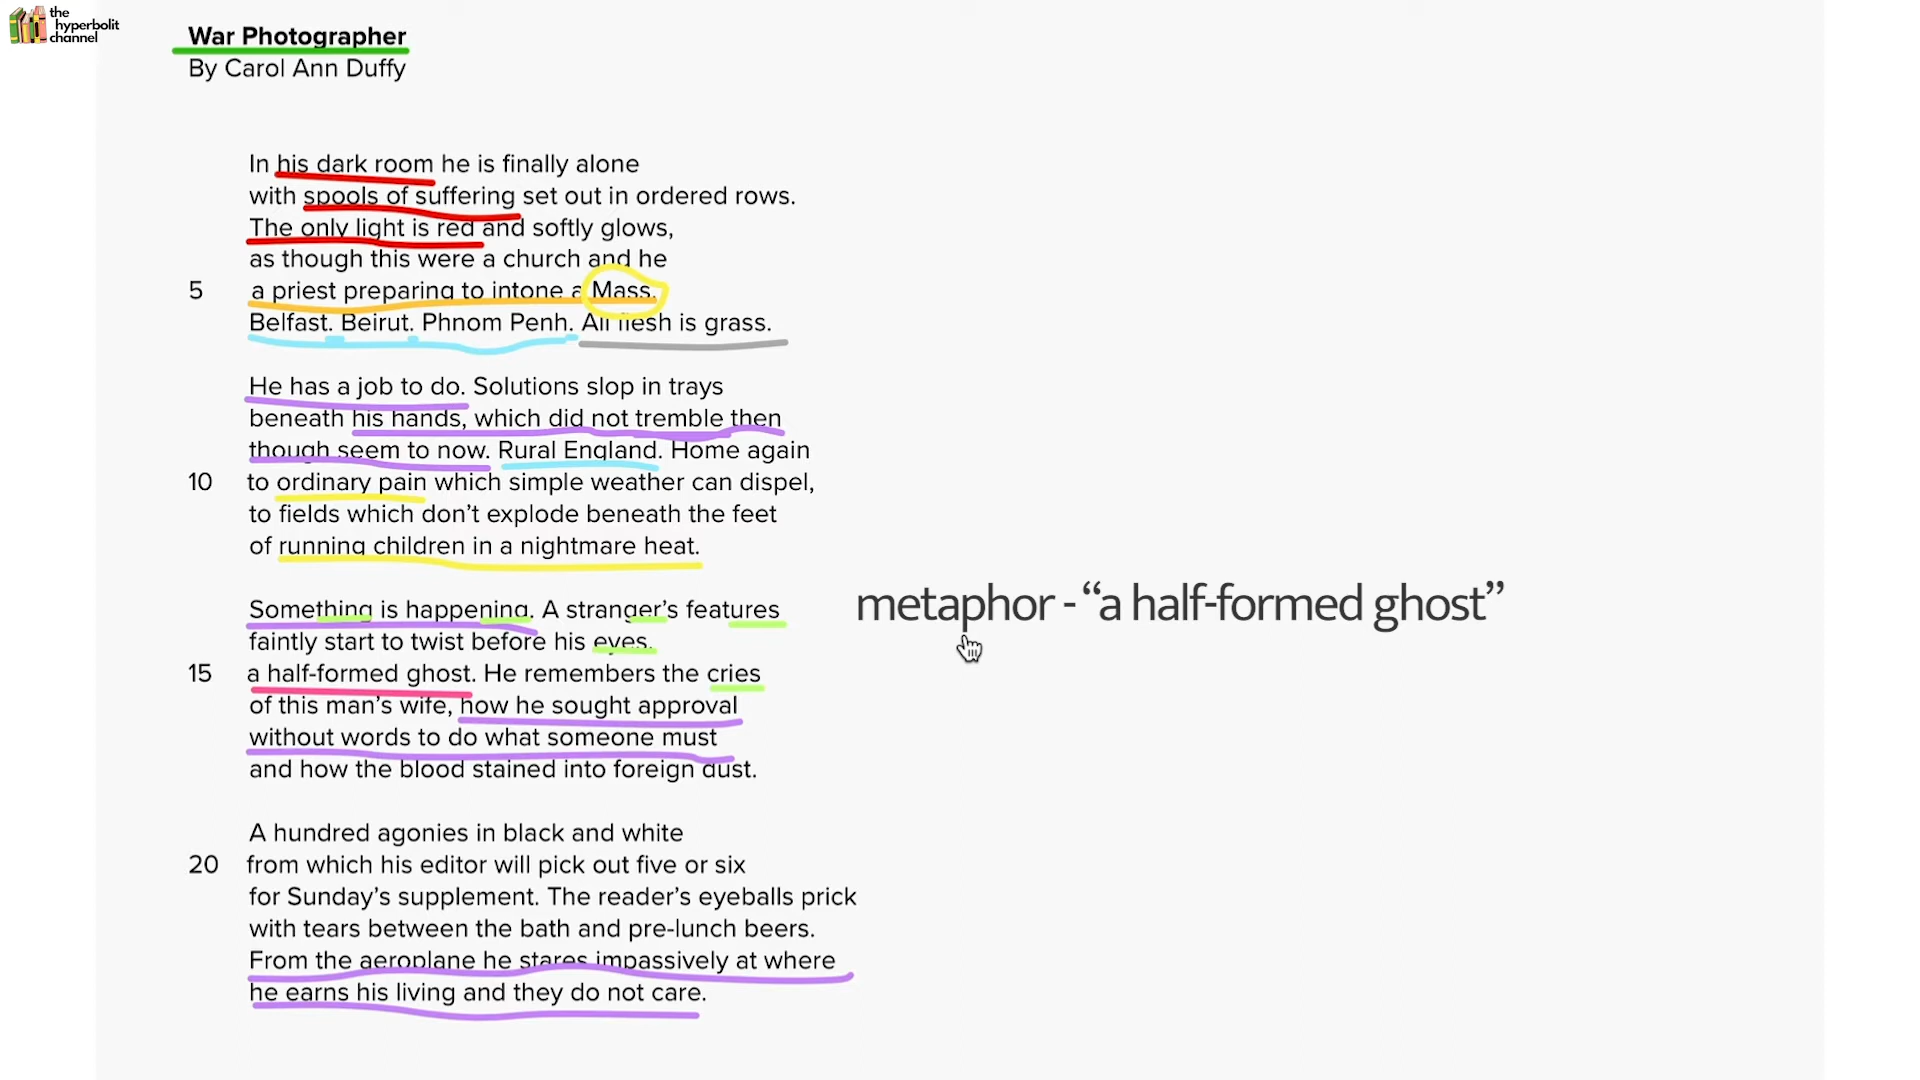 the
hyperbolit
channel
War Photographer
By Carol Ann Duffy
In his dark room he is finally alone
with spools of suffering set out in ordered rows.
The only light is red and softly glows,
as though this were a church and he
5 a priest preparing to intone a Mass.
Belfast. Beirut. Phnom Penh. All flesh is grass.
He has a job to do. Solutions slop in trays
beneath his hands, which did not tremble then
though seem to now. Rural England. Home again
10 to ordinary pain which simple weather can dispel,
to fields which don’t explode beneath the feet
of running children in a nightmare heat.
Something is happening. A stranger’s features
faintly start to twist before his eyes.
15 a half-formed ghost. He remembers the cries
of this man’s wife, how he sought approval
without words to do what someone must
and how the blood stained into foreign dust.
A hundred agonies in black and white
20 from which his editor will pick out five or six
for Sunday’s supplement. The reader’s eyeballs prick
with tears between the bath and pre-lunch beers.
From the aeroplane he stares impassively at where
he earns his living and they do not care.
metaphor - “a half-formed ghost”